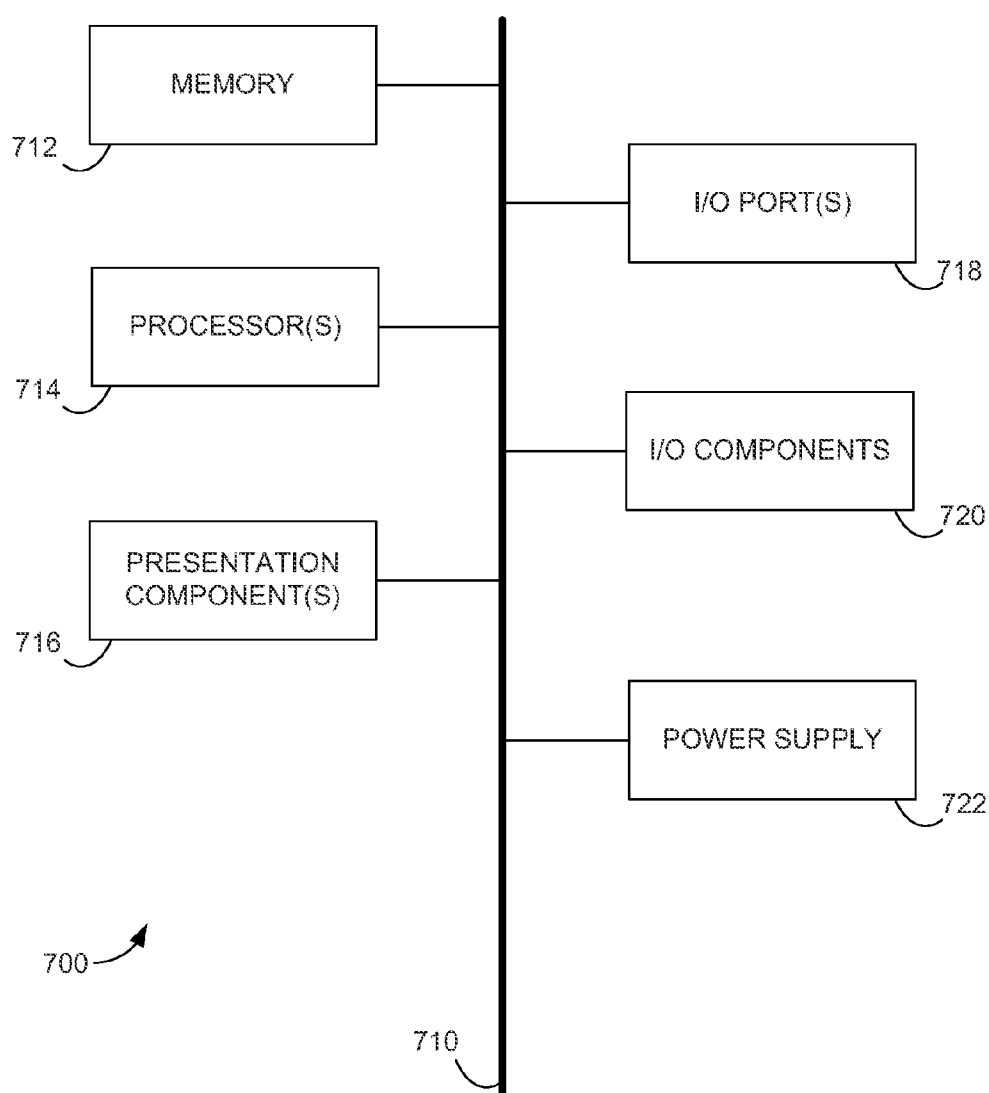 MEMORY
712
I/O PORT(S)
718
PROCESSOR(S)
714
I/O COMPONENTS
720
PRESENTATION
COMPONENT(S)
716
POWER SUPPLY
722
700
710